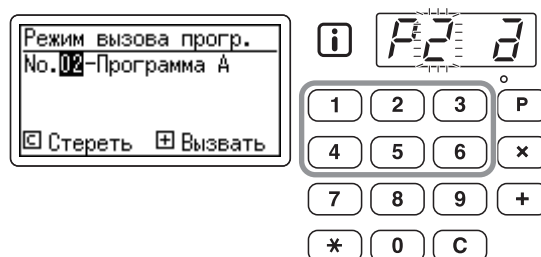 Режим вызова прогр.
No.02-Программа A
C Стереть + Вызвать
i
P2 d
1 2 3 P
4 5 6 ×
7 8 9 +
* 0 C